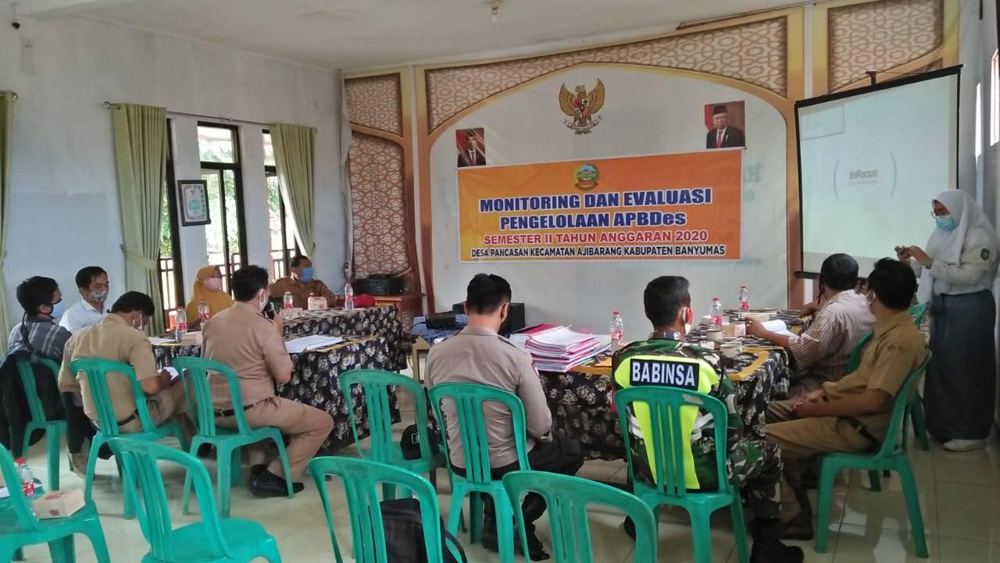 MONITORING DAN EVALUASI
PENGELOLAAN APBDes
SEMESTER II TAHUN ANGGARAN 2020
DESA PANCASAN KECAMATAN AJIBARANG KABUPATEN BANYUMAS
InFocus
BABINSA